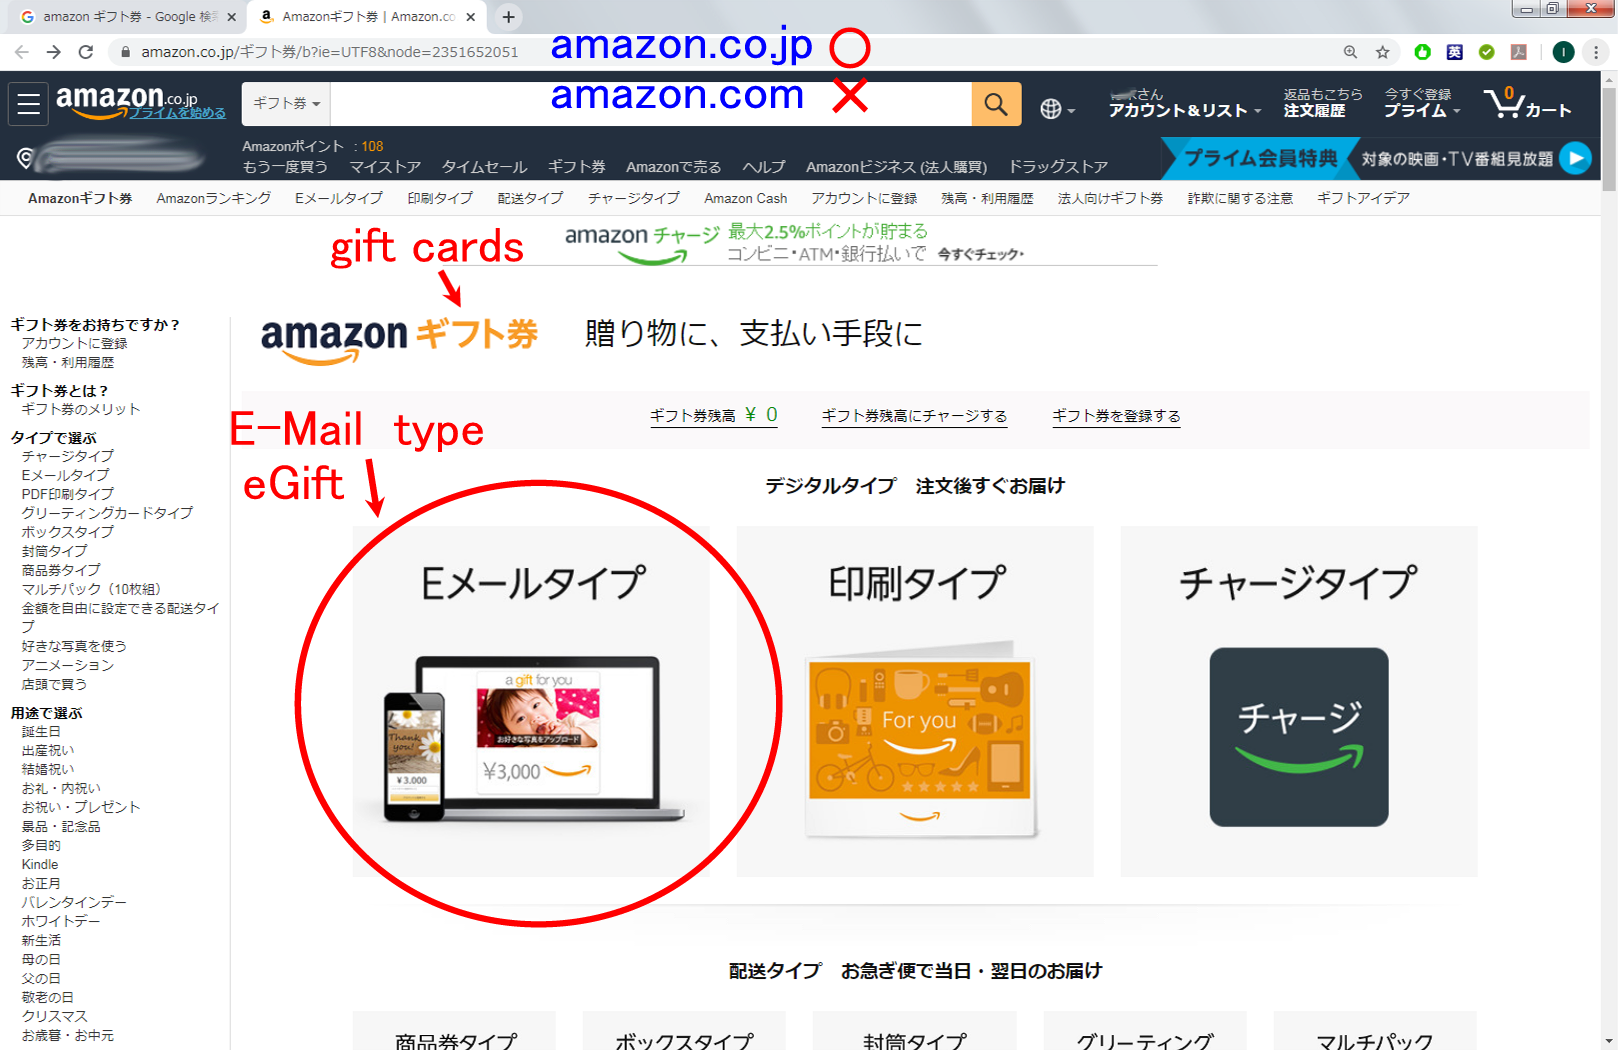 amazon ギフト券 - Google 検索
Amazonギフト券 | Amazon.co
amazon.co.jp/ギフト券/b?ie=UTF8&node=2351652051
amazon.co.jp ○
amazon.com ×
英
I
amazon.co.jp
プライムを始める
ギフト券
さん
アカウント&リスト
返品もこちら
注文履歴
今すぐ登録
プライム
0
カート
Amazonポイント : 108
もう一度買う マイストア タイムセール ギフト券 Amazonで売る ヘルプ Amazonビジネス (法人購買) ドラッグストア
プライム会員特典 対象の映画・TV番組見放題
Amazonギフト券 Amazonランキング Eメールタイプ 印刷タイプ 配送タイプ チャージタイプ Amazon Cash アカウントに登録 残高・利用履歴 法人向けギフト券 詐欺に関する注意 ギフトアイデア
gift cards
amazon チャージ 最大2.5%ポイントが貯まる
コンビニ・ATM・銀行払いで 今すぐチェック
amazon ギフト券 贈り物に、支払い手段に
ギフト券をお持ちですか？
アカウントに登録
残高・利用履歴
ギフト券とは？
ギフト券のメリット
タイプで選ぶ
チャージタイプ
Eメールタイプ
PDF印刷タイプ
グリーティングカードタイプ
ボックスタイプ
封筒タイプ
商品券タイプ
マルチパック（10枚組）
金額を自由に設定できる配送タイ
プ
好きな写真を使う
アニメーション
店頭で買う
用途で選ぶ
誕生日
出産祝い
結婚祝い
お礼・内祝い
お祝い・プレゼント
景品・記念品
多目的
Kindle
お正月
バレンタインデー
ホワイトデー
新生活
母の日
父の日
敬老の日
クリスマス
お歳暮・お中元
ギフト券残高 ¥ 0 ギフト券残高にチャージする ギフト券を登録する
E-Mail type
eGift
デジタルタイプ 注文後すぐお届け
Eメールタイプ
a gift for you
お好きな写真をアップロード
¥3,000
Thank you!
¥3,000
印刷タイプ
For you
チャージタイプ
チャージ
配送タイプ お急ぎ便で当日・翌日のお届け
商品券タイプ ボックスタイプ 封筒タイプ グリーティング マルチパック